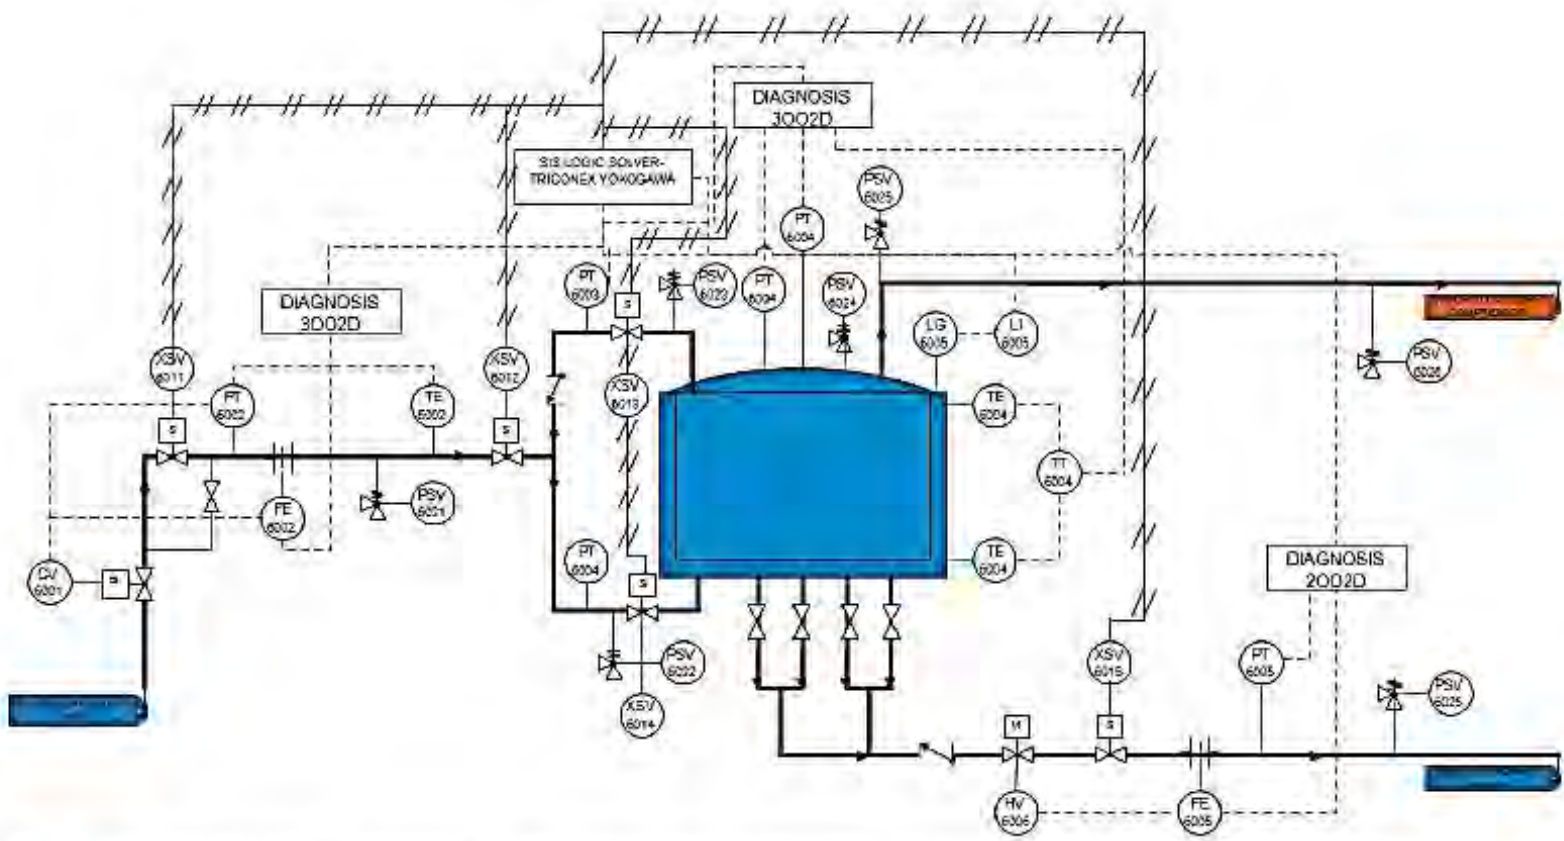 DIAGNOSIS
3OO2D
SIS LOGIC SOLVER-
TRICONEX YOKOGAWA
PSV
6025
PT
6004
PT
6003
PSV
6023
PT
6004
PSV
6024
DIAGNOSIS
3OO2D
LG
6005
LI
6005
XSV
6011
XSV
6012
PSV
6026
S
XSV
6013
PT
6002
TE
6002
TE
6004
S
S
TT
6004
FE
6002
PSV
6001
PT
6004
TE
6004
DIAGNOSIS
2OO2D
CV
6001
S
S
PSV
6022
XSV
6015
PT
6005
PSV
6025
XSV
6014
M
S
HV
6006
FE
6005